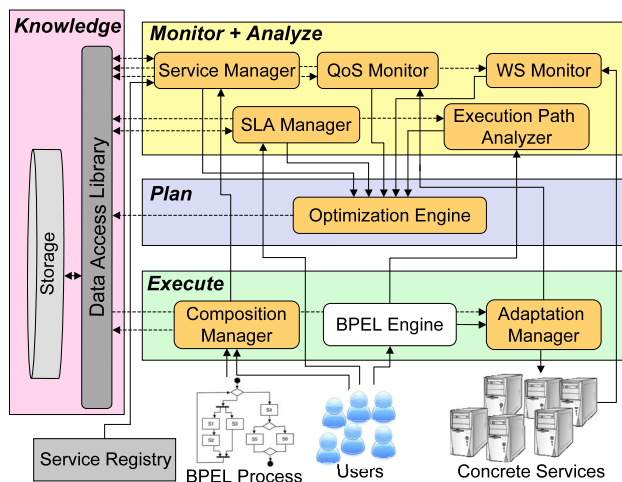 Knowledge
Monitor + Analyze
Service Manager
QoS Monitor
WS Monitor
SLA Manager
Execution Path
Analyzer
Data Access Library
Storage
Plan
Optimization Engine
Execute
Composition
Manager
BPEL Engine
Adaptation
Manager
S1
S2
S3
S4
S5
S6
Service Registry
BPEL Process
Users
Concrete Services